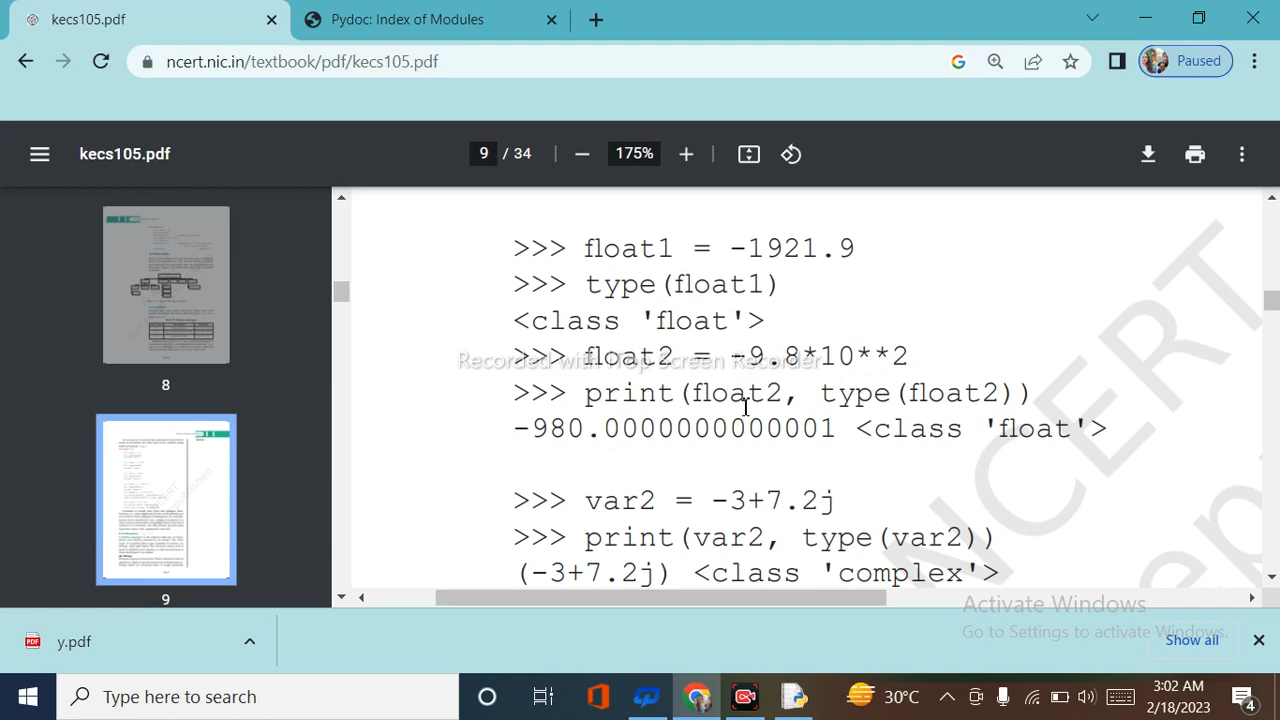 kecs105.pdf
Pydoc: Index of Modules
ncert.nic.in/textbook/pdf/kecs105.pdf
Paused
kecs105.pdf
9 / 34
175%
>>> float1 = -1921.9
>>> type(float1)
<class 'float'>
>>> float2 = -9.8*10**2
Recorded with iTop Screen Recorder
>>> print(float2, type(float2))
-980.0000000000001 <class 'float'>
>>> var2 = -3+7.2j
>>> print(var2, type(var2))
(-3+7.2j) <class 'complex'>
NCERT
8
9
Activate Windows
Go to Settings to activate Windows.
y.pdf
Show all
Type here to search
30°C
3:02 AM
2/18/2023
4